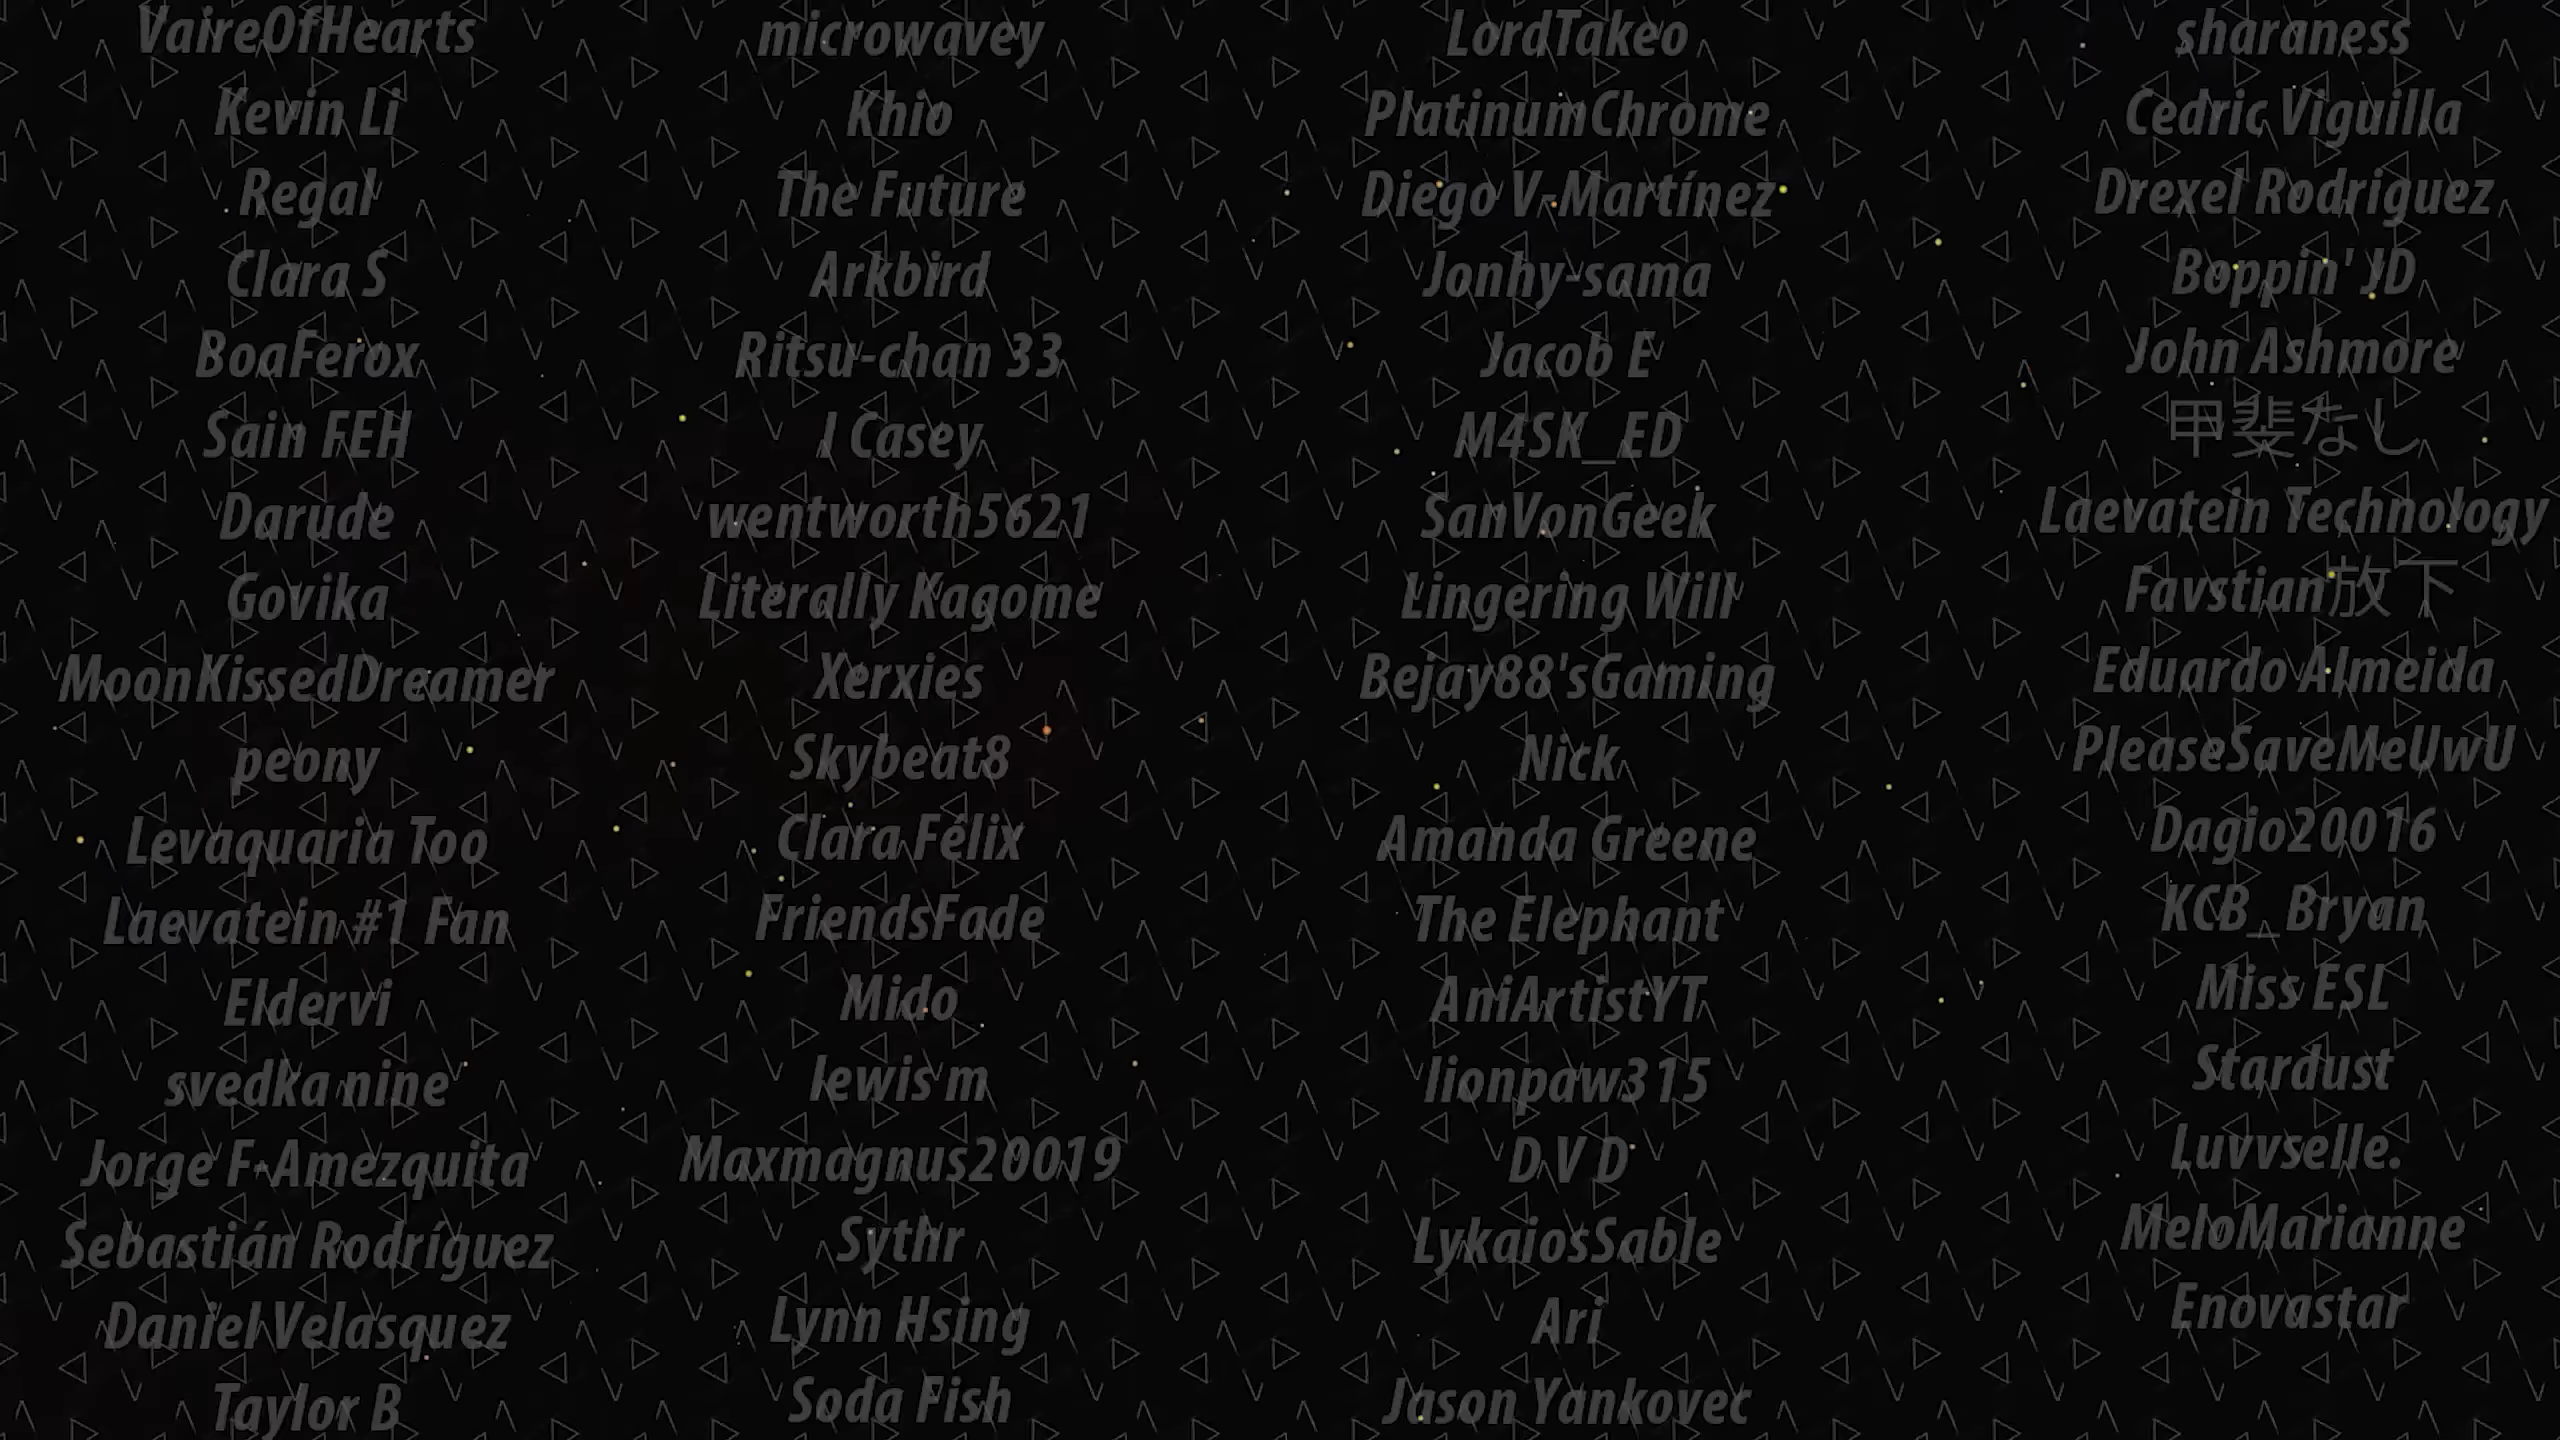 VaireOfHearts
Kevin Li
Regal
Clara S
BoaFerox
Sain FEH
Darude
Govika
MoonKissedDreamer
peony
Levaquaria Too
Laevatein #1 Fan
Eldervi
svedka nine
Jorge F-Amezquita
Sebastián Rodríguez
Daniel Velasquez
Taylor B
microwavey
Khio
The Future
Arkbird
Ritsu-chan 33
I Casey
wentworth5621
Literally Kagome
Xerxies
Skybeat8
Clara Félix
FriendsFade
Mido
lewis m
Maxmagnus20019
Sythr
Lynn Hsing
Soda Fish
LordTakeo
PlatinumChrome
Diego V-Martínez
Jonhy-sama
Jacob E
M4SK_ED
SanVonGeek
Lingering Will
Bejay88'sGaming
Nick
Amanda Greene
The Elephant
AniArtistYT
lionpaw315
D V D
LykaiosSable
Ari
Jason Yankovec
sharaness
Cedric Viguilla
Drexel Rodriguez
Boppin' JD
John Ashmore
甲斐なし
Laevatein Technology
Favstian放下
Eduardo Almeida
PleaseSaveMeUwU
Dagio20016
KCB_Bryan
Miss ESL
Stardust
Luvvselle.
MeloMarianne
Enovastar